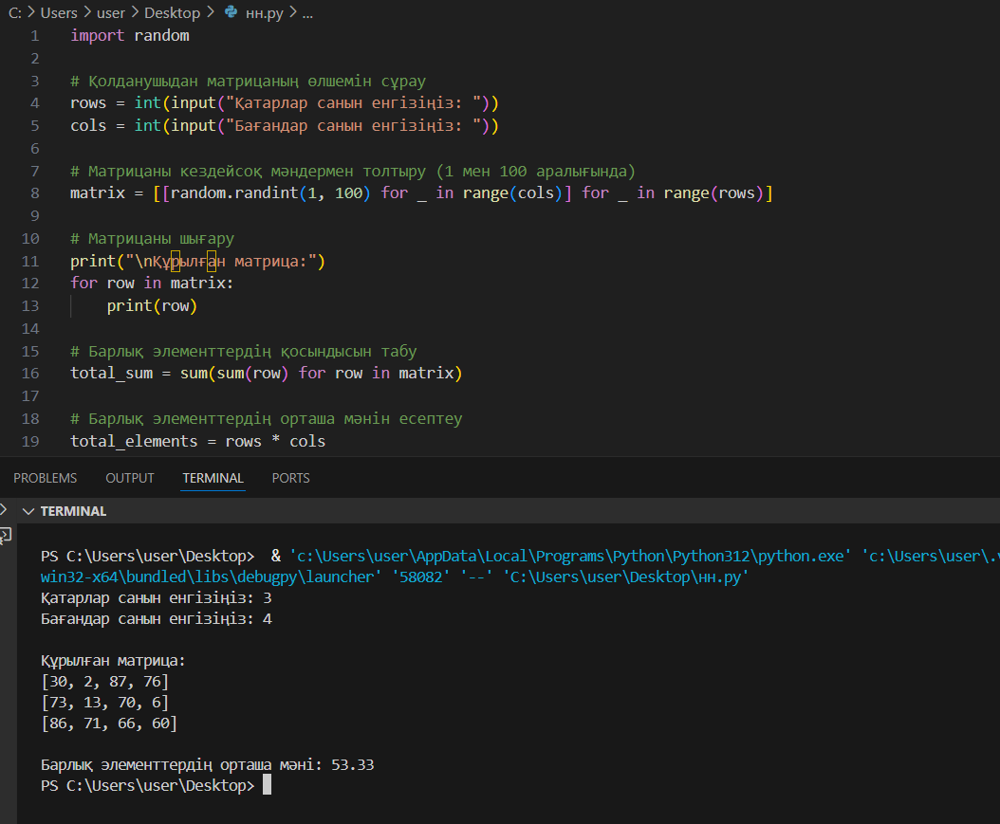 C: > Users > user > Desktop > нн.py > ...
1 import random
2
3 # Қолданушыдан матрицаның өлшемін сұрау
4 rows = int(input("Қатарлар санын енгізіңіз: "))
5 cols = int(input("Бағандар санын енгізіңіз: "))
6
7 # Матрицаны кездейсоқ мәндермен толтыру (1 мен 100 аралығында)
8 matrix = [[random.randint(1, 100) for _ in range(cols)] for _ in range(rows)]
9
10 # Матрицаны шығару
11 print("\nҚұрылған матрица:")
12 for row in matrix:
13     print(row)
14
15 # Барлық элементтердің қосындысын табу
16 total_sum = sum(sum(row) for row in matrix)
17
18 # Барлық элементтердің орташа мәнін есептеу
19 total_elements = rows * cols
PROBLEMS OUTPUT TERMINAL PORTS
TERMINAL
PS C:\Users\user\Desktop>  & 'c:\Users\user\AppData\Local\Programs\Python\Python312\python.exe' 'c:\Users\user\.v
win32-x64\bundled\libs\debugpy\launcher' '58082' '--' 'C:\Users\user\Desktop\нн.py'
Қатарлар санын енгізіңіз: 3
Бағандар санын енгізіңіз: 4
Құрылған матрица:
[30, 2, 87, 76]
[73, 13, 70, 6]
[86, 71, 66, 60]
Барлық элементтердің орташа мәні: 53.33
PS C:\Users\user\Desktop>